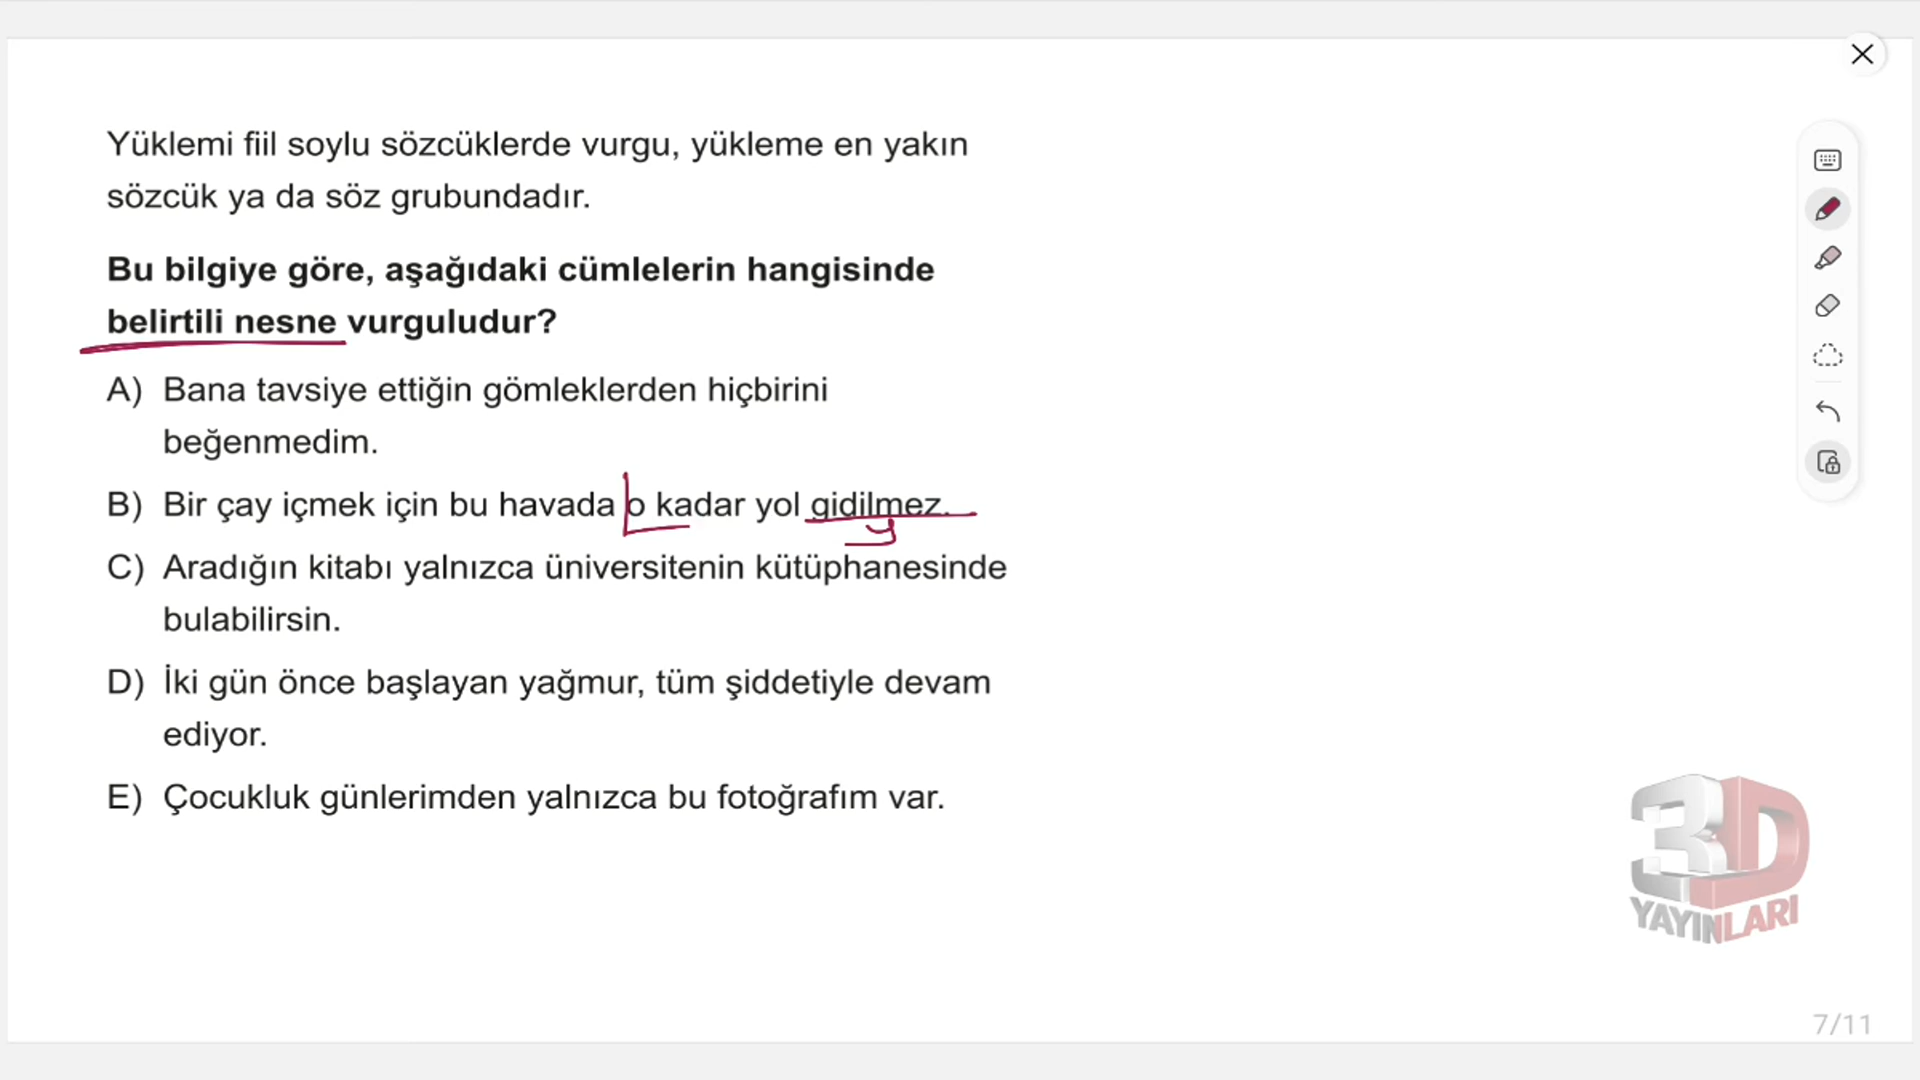 Yüklemi fiil soylu sözcüklerde vurgu, yükleme en yakın
sözcük ya da söz grubundadır.
Bu bilgiye göre, aşağıdaki cümlelerin hangisinde
belirtili nesne vurguludur?
A) Bana tavsiye ettiğin gömleklerden hiçbirini
beğenmedim.
B) Bir çay içmek için bu havada o kadar yol gidilmez.
y
C) Aradığın kitabı yalnızca üniversitenin kütüphanesinde
bulabilirsin.
D) İki gün önce başlayan yağmur, tüm şiddetiyle devam
ediyor.
E) Çocukluk günlerimden yalnızca bu fotoğrafım var.
3D
YAYINLARI
7/11